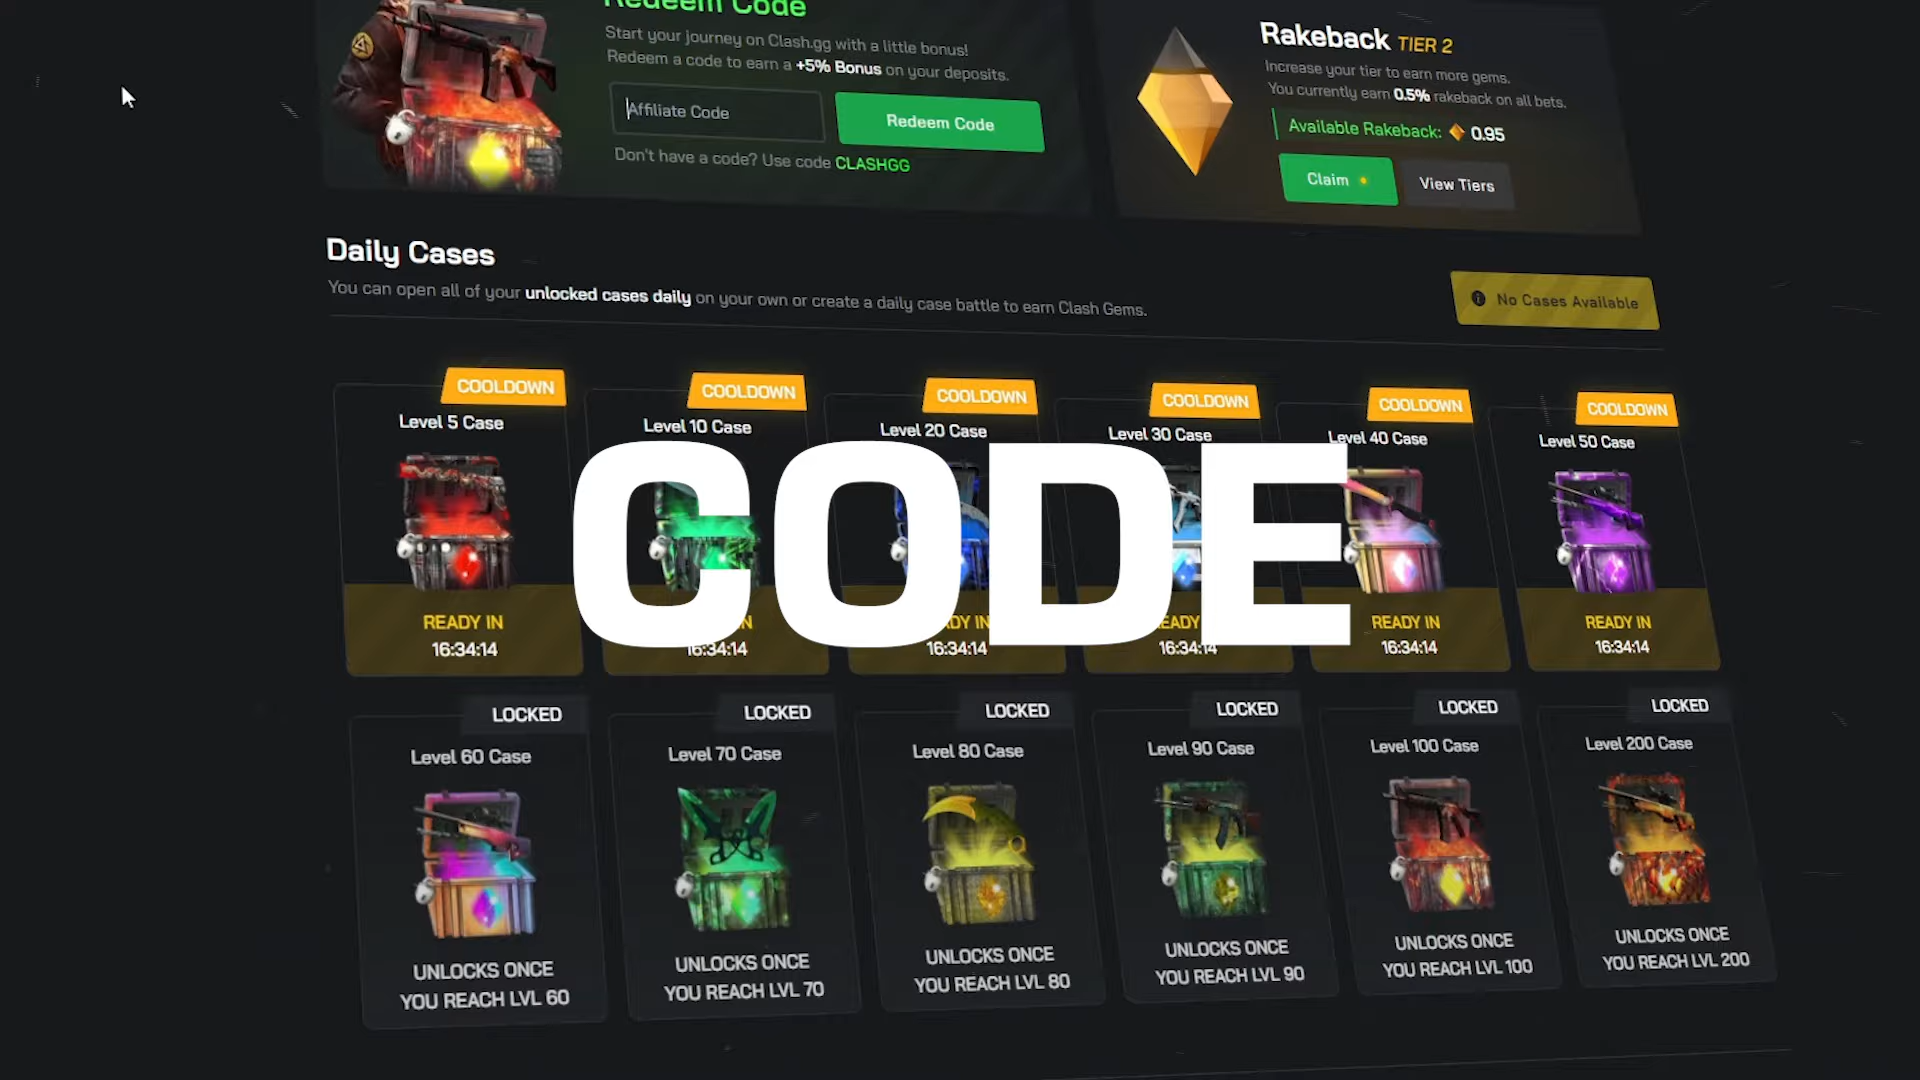 Redeem Code
Start your journey on Clash.gg with a little bonus!
Redeem a code to earn a +5% Bonus on your deposits.
Affiliate Code
Redeem Code
Don't have a code? Use code CLASHGG
Rakeback TIER 2
Increase your tier to earn more gems.
You currently earn 0.5% rakeback on all bets.
Available Rakeback: 0.95
Claim
View Tiers
Daily Cases
You can open all of your unlocked cases daily on your own or create a daily case battle to earn Clash Gems.
No Cases Available
COOLDOWN
Level 5 Case
READY IN
16:34:14
COOLDOWN
Level 10 Case
16:34:14
COOLDOWN
Level 20 Case
16:34:14
COOLDOWN
Level 30 Case
16:34:14
COOLDOWN
Level 40 Case
READY IN
16:34:14
COOLDOWN
Level 50 Case
READY IN
16:34:14
CODE
LOCKED
Level 60 Case
UNLOCKS ONCE
YOU REACH LVL 60
LOCKED
Level 70 Case
UNLOCKS ONCE
YOU REACH LVL 70
LOCKED
Level 80 Case
UNLOCKS ONCE
YOU REACH LVL 80
LOCKED
Level 90 Case
UNLOCKS ONCE
YOU REACH LVL 90
LOCKED
Level 100 Case
UNLOCKS ONCE
YOU REACH LVL 100
LOCKED
Level 200 Case
UNLOCKS ONCE
YOU REACH LVL 200